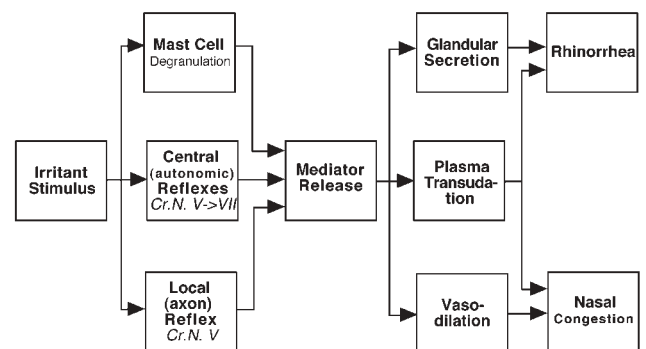 Mast Cell
Degranulation
Glandular
Secretion
Rhinorrhea
Irritant
Stimulus
Central
(autonomic)
Reflexes
Cr.N. V->VII
Mediator
Release
Plasma
Transuda-
tion
Local
(axon)
Reflex
Cr.N. V
Vaso-
dilation
Nasal
Congestion